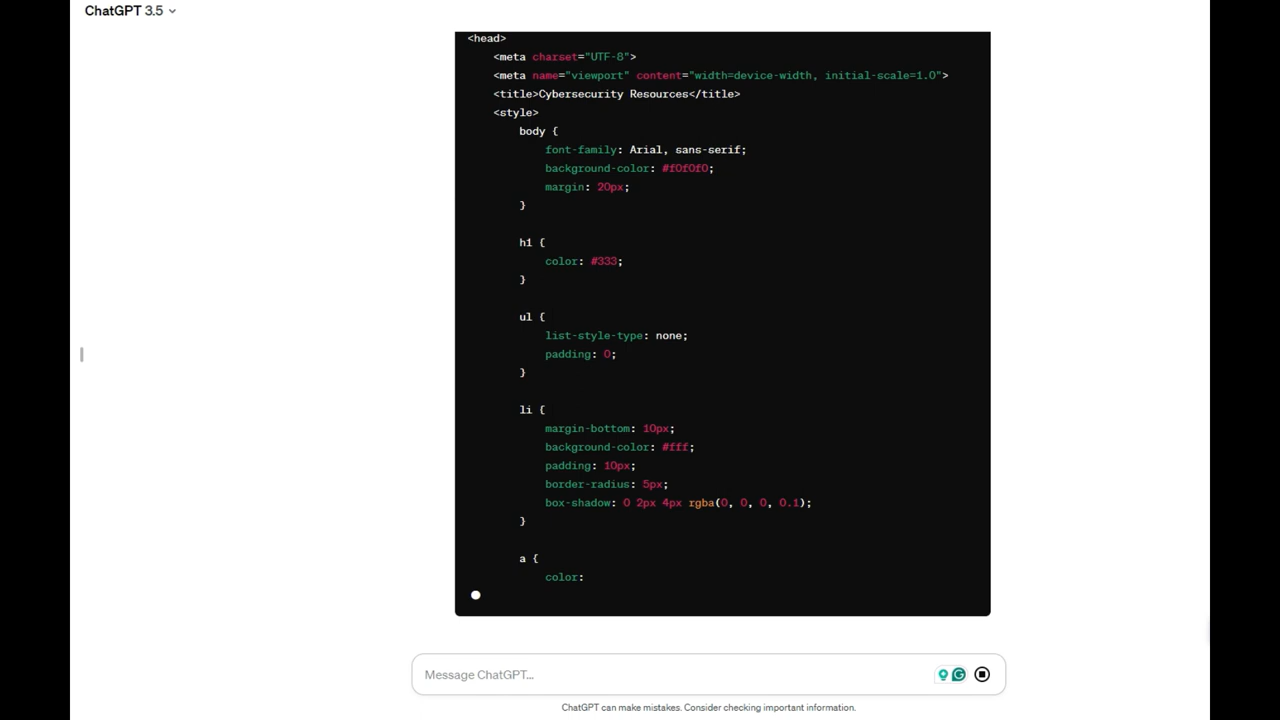 ChatGPT 3.5
<head>
<meta charset="UTF-8">
<meta name="viewport" content="width=device-width, initial-scale=1.0">
<title>Cybersecurity Resources</title>
<style>
body {
font-family: Arial, sans-serif;
background-color: #f0f0f0;
margin: 20px;
}
h1 {
color: #333;
}
ul {
list-style-type: none;
padding: 0;
}
li {
margin-bottom: 10px;
background-color: #fff;
padding: 10px;
border-radius: 5px;
box-shadow: 0 2px 4px rgba(0, 0, 0, 0.1);
}
a {
color:
Message ChatGPT...
ChatGPT can make mistakes. Consider checking important information.